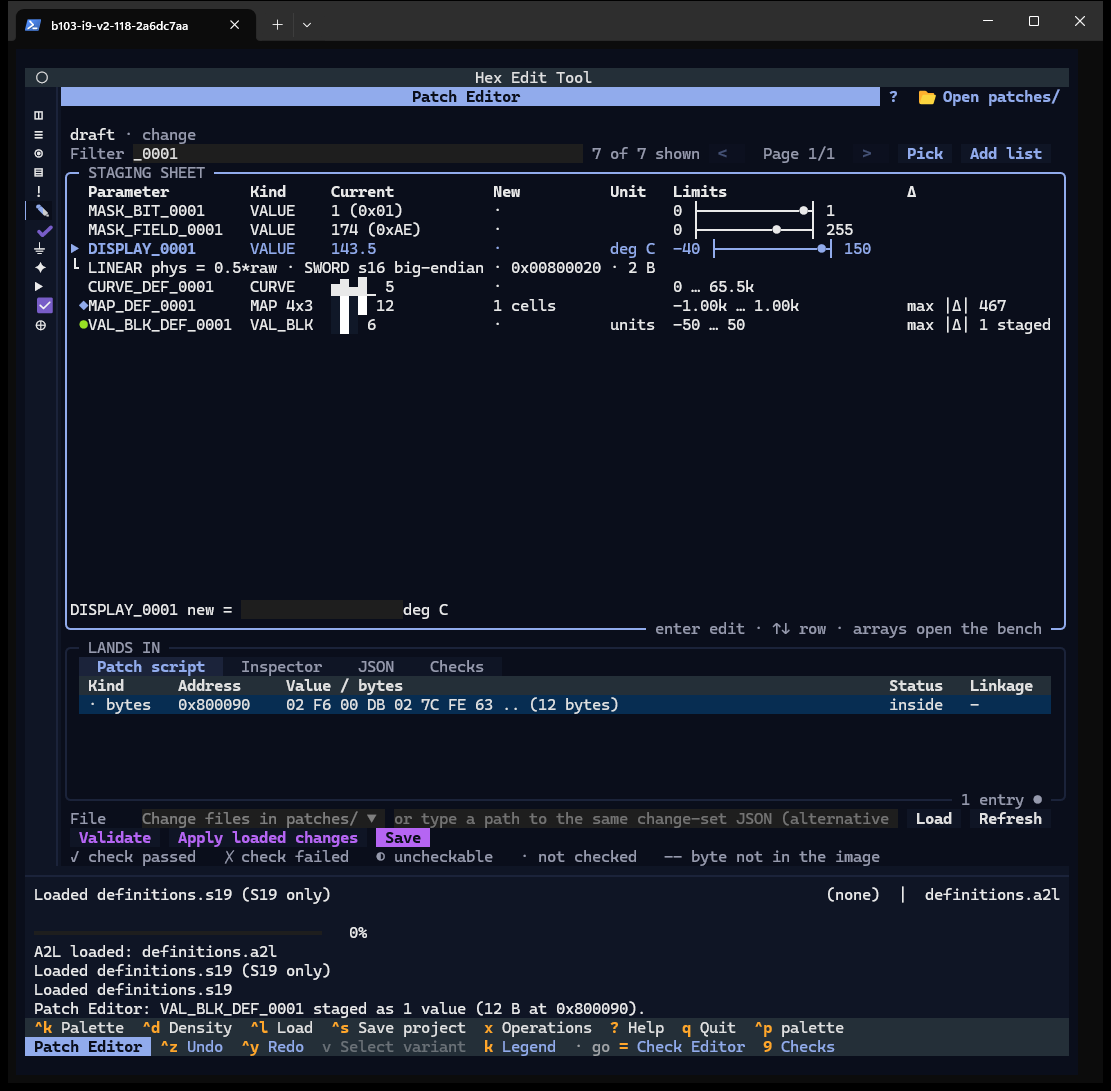 b103-i9-v2-118-2a6dc7aa
Hex Edit Tool
Patch Editor ? Open patches/
draft · change
Filter _0001 7 of 7 shown < Page 1/1 > Pick Add list
STAGING SHEET
Parameter Kind Current New Unit Limits Δ
MASK_BIT_0001 VALUE 1 (0x01) · 0 1
MASK_FIELD_0001 VALUE 174 (0xAE) · 0 255
▶ DISPLAY_0001 VALUE 143.5 · deg C −40 150
└ LINEAR phys = 0.5*raw · SWORD s16 big-endian · 0x00800020 · 2 B
CURVE_DEF_0001 CURVE 5 · 0 … 65.5k
◆MAP_DEF_0001 MAP 4x3 12 1 cells −1.00k … 1.00k max |Δ| 467
●VAL_BLK_DEF_0001 VAL_BLK 6 · units −50 … 50 max |Δ| 1 staged
DISPLAY_0001 new = deg C
enter edit · ↑↓ row · arrays open the bench
LANDS IN
Patch script Inspector JSON Checks
Kind Address Value / bytes Status Linkage
· bytes 0x800090 02 F6 00 DB 02 7C FE 63 .. (12 bytes) inside —
1 entry ●
File Change files in patches/ ▼ or type a path to the same change-set JSON (alternative Load Refresh
Validate Apply loaded changes Save
✓ check passed ✗ check failed ◐ uncheckable · not checked —— byte not in the image
Loaded definitions.s19 (S19 only) (none) | definitions.a2l
0%
A2L loaded: definitions.a2l
Loaded definitions.s19 (S19 only)
Loaded definitions.s19
Patch Editor: VAL_BLK_DEF_0001 staged as 1 value (12 B at 0x800090).
^k Palette ^d Density ^l Load ^s Save project x Operations ? Help q Quit ^p palette
Patch Editor ^z Undo ^y Redo v Select variant k Legend · go = Check Editor 9 Checks